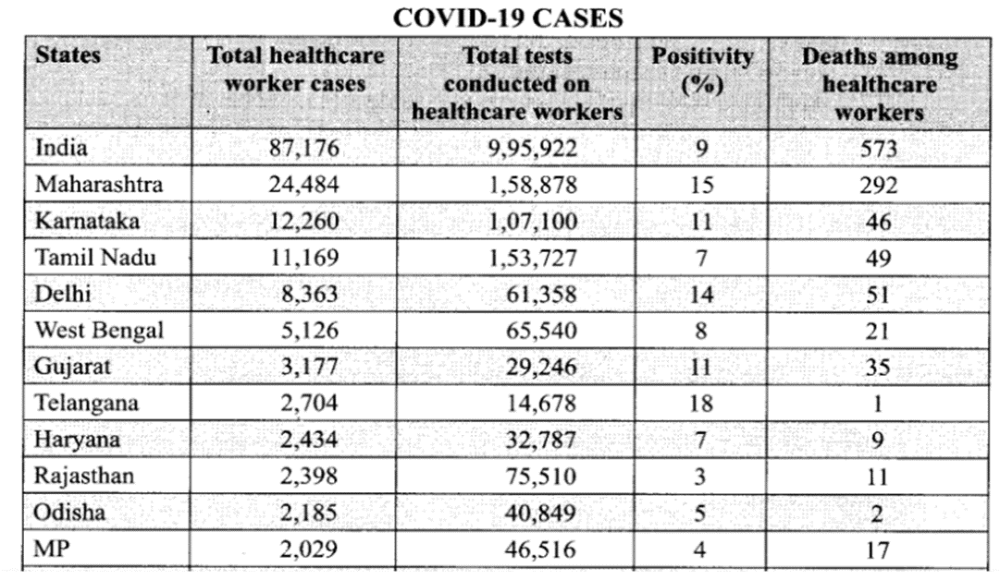 COVID-19 CASES
States Total healthcare worker cases Total tests conducted on healthcare workers Positivity (%) Deaths among healthcare workers
India 87,176 9,95,922 9 573
Maharashtra 24,484 1,58,878 15 292
Karnataka 12,260 1,07,100 11 46
Tamil Nadu 11,169 1,53,727 7 49
Delhi 8,363 61,358 14 51
West Bengal 5,126 65,540 8 21
Gujarat 3,177 29,246 11 35
Telangana 2,704 14,678 18 1
Haryana 2,434 32,787 7 9
Rajasthan 2,398 75,510 3 11
Odisha 2,185 40,849 5 2
MP 2,029 46,516 4 17